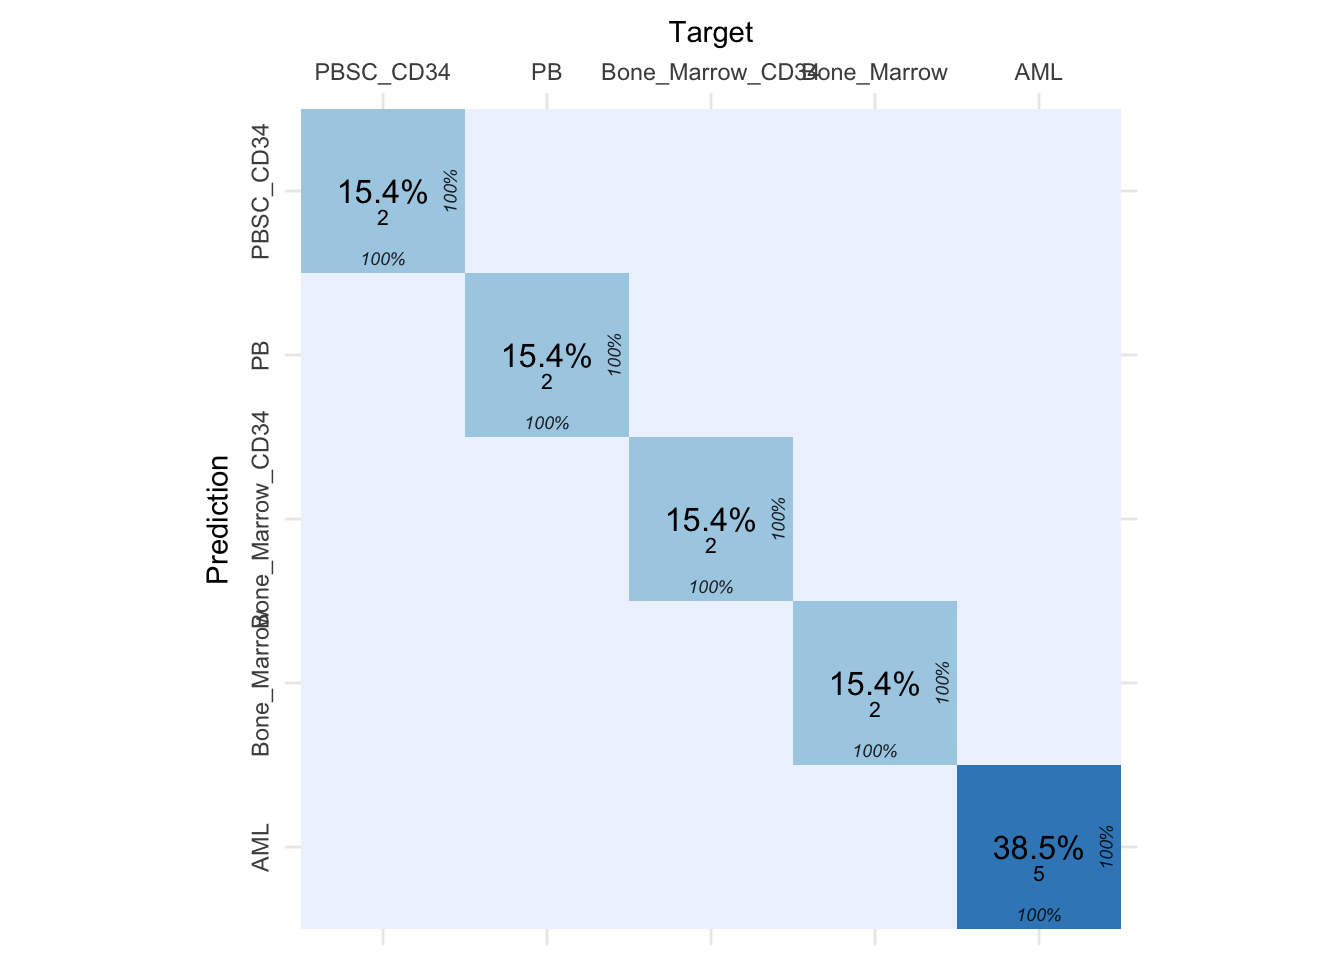 Target
PBSC_CD34 PB Bone_Marrow_CD34 Bone_Marrow AML
Prediction
PBSC_CD34
15.4%
2
100%
100%
PB
15.4%
2
100%
100%
Bone_Marrow_CD34
15.4%
2
100%
100%
Bone_Marrow
15.4%
2
100%
100%
AML
38.5%
5
100%
100%